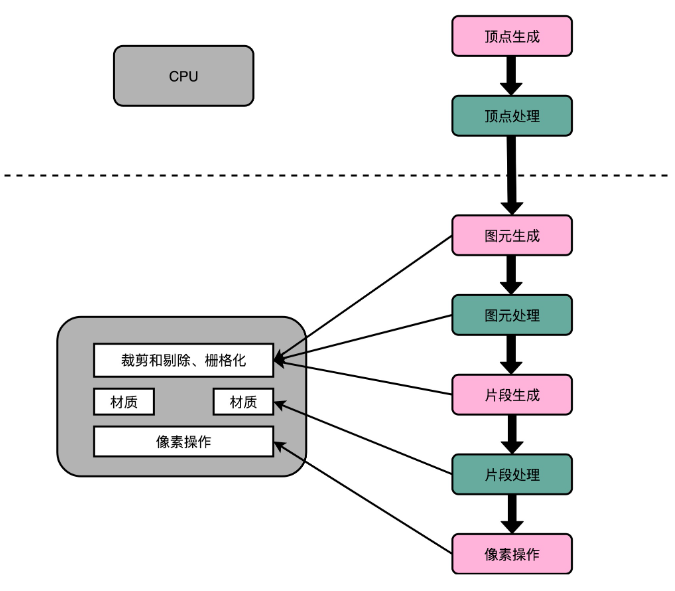 CPU
顶点生成
顶点处理
图元生成
图元处理
片段生成
片段处理
像素操作
裁剪和剔除、栅格化
材质
材质
像素操作